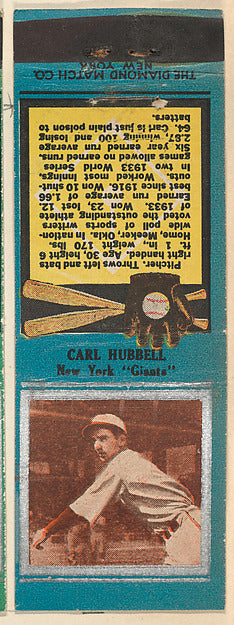 CARL HUBBELL
New York "Giants"
Pitcher. Throws left and bats
right handed. Age 30, height 6
ft. 1 in., weight 170 lbs.
Home, Meeker, Okla. In nation-
wide poll of sports writers
voted the outstanding athlete
of 1933. Won 23, lost 12.
Earned run average of 1.66
best since 1916. Won 10 shut-
outs. Worked most innings.
In two 1933 World Series
games allowed no earned runs.
Six year earned run average
2.87, winning 100 and losing
64. Carl is just plain poison to
batters.
THE DIAMOND MATCH CO.
NEW YORK